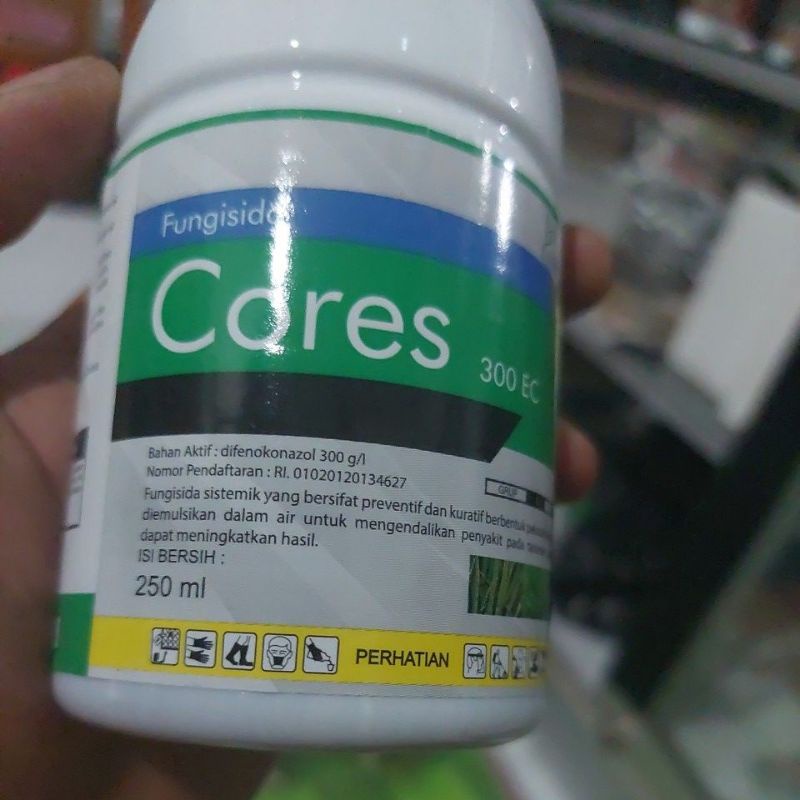 Fungisida
Cores
300 EC
Bahan Aktif : difenokonazol 300 g/l
Nomor Pendaftaran : RI. 01020120134627
GRUP
Fungisida sistemik yang bersifat preventif dan kuratif berbentuk
diemulsikan dalam air untuk mengendalikan penyakit pada
dapat meningkatkan hasil.
ISI BERSIH :
250 ml
PERHATIAN